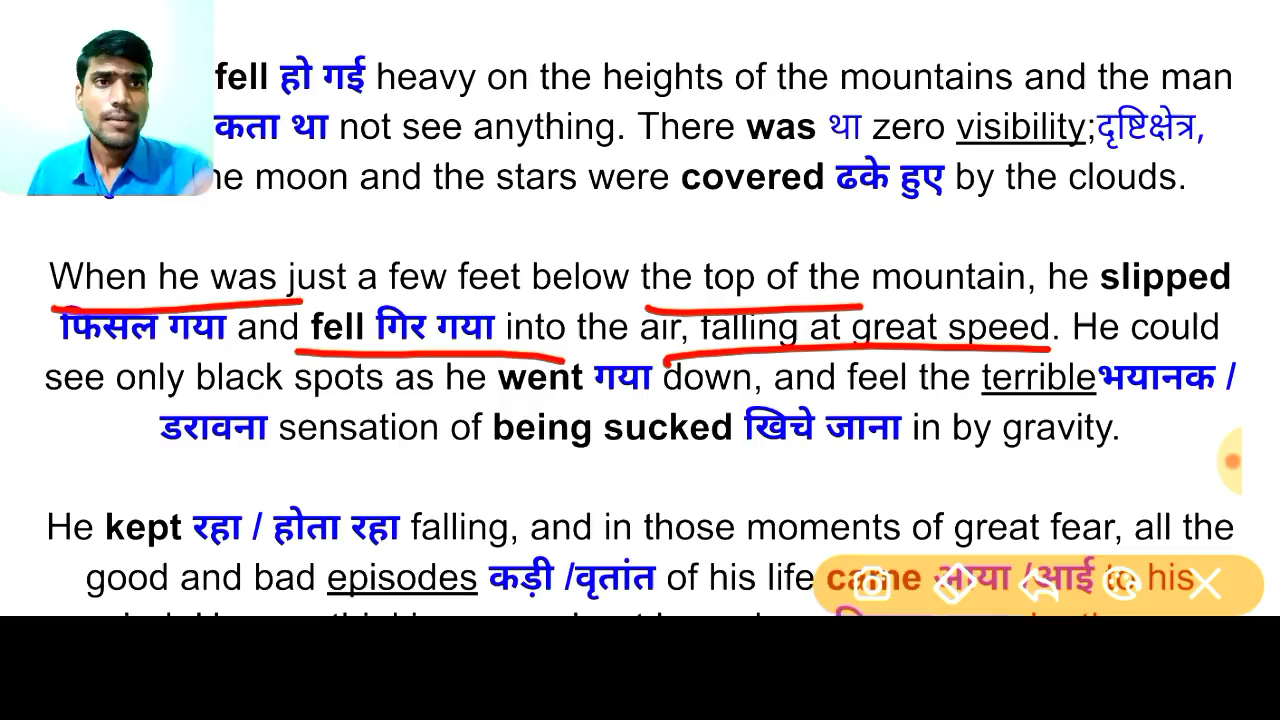 fell हो गई heavy on the heights of the mountains and the man
कता था not see anything. There was था zero visibility;दृष्टिक्षेत्र,
the moon and the stars were covered ढके हुए by the clouds.
When he was just a few feet below the top of the mountain, he slipped
फिसल गया and fell गिर गया into the air, falling at great speed. He could
see only black spots as he went गया down, and feel the terribleभयानक /
डरावना sensation of being sucked खिचे जाना in by gravity.
He kept रहा / होता रहा falling, and in those moments of great fear, all the
good and bad episodes कड़ी /वृतांत of his life came आया /आई to his